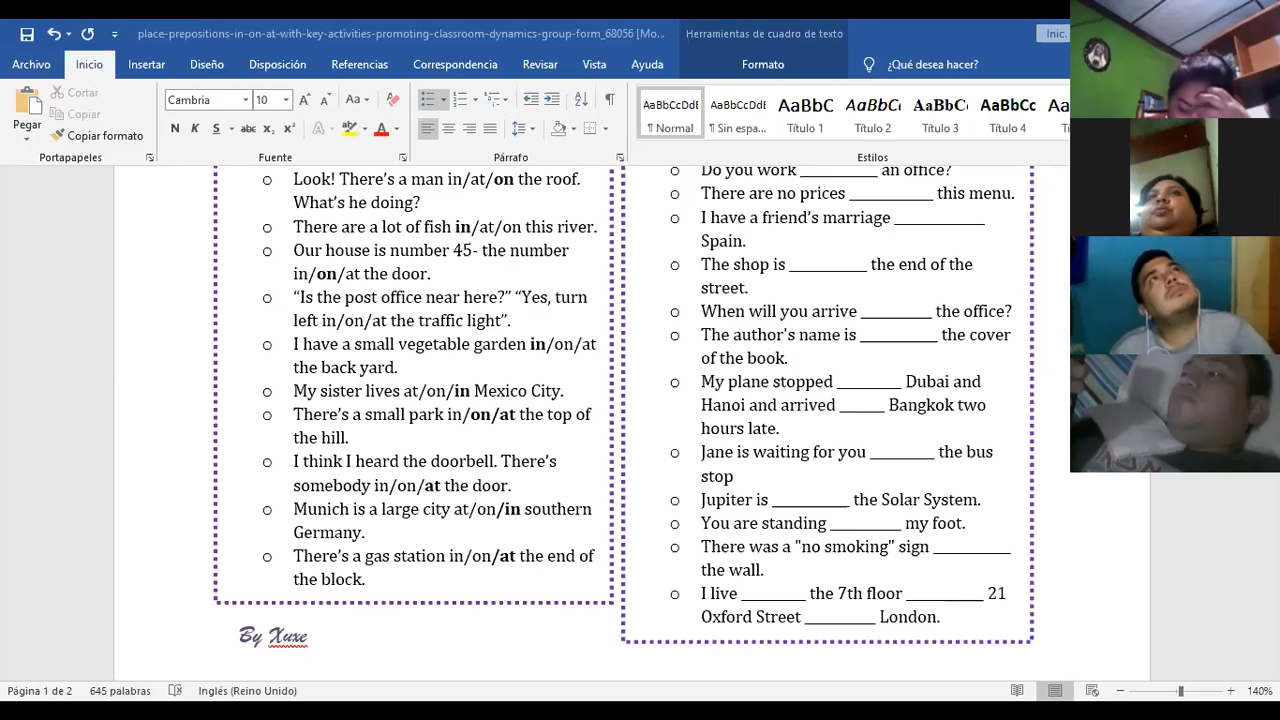 place-prepositions-in-on-at-with-key-activities-promoting-classroom-dynamics-group-form_68056 [Mo...
Herramientas de cuadro de texto
Inic.
Archivo
Inicio
Insertar
Diseño
Disposición
Referencias
Correspondencia
Revisar
Vista
Ayuda
Formato
¿Qué desea hacer?
Pegar
Cortar
Copiar
Copiar formato
Portapapeles
Cambria
10
Fuente
Párrafo
AaBbCcDdE
¶ Normal
AaBbCcDdE
¶ Sin espa...
AaBbC
Título 1
AaBbCc
Título 2
AaBbCc
Título 3
AaBbCc
Título 4
Estilos
o Look! There's a man in/at/on the roof.
What's he doing?
o There are a lot of fish in/at/on this river.
o Our house is number 45- the number
in/on/at the door.
o “Is the post office near here?” “Yes, turn
left in/on/at the traffic light”.
o I have a small vegetable garden in/on/at
the back yard.
o My sister lives at/on/in Mexico City.
o There's a small park in/on/at the top of
the hill.
o I think I heard the doorbell. There's
somebody in/on/at the door.
o Munich is a large city at/on/in southern
Germany.
o There's a gas station in/on/at the end of
the block.
By Xuxe
o Do you work _________ an office?
o There are no prices __________ this menu.
o I have a friend's marriage ___________
Spain.
o The shop is _________ the end of the
street.
o When will you arrive ________ the office?
o The author's name is _________ the cover
of the book.
o My plane stopped ________ Dubai and
Hanoi and arrived _____ Bangkok two
hours late.
o Jane is waiting for you ________ the bus
stop
o Jupiter is _________ the Solar System.
o You are standing ________ my foot.
o There was a "no smoking" sign _________
the wall.
o I live ________ the 7th floor _________ 21
Oxford Street ________ London.
Página 1 de 2
645 palabras
Inglés (Reino Unido)
140%